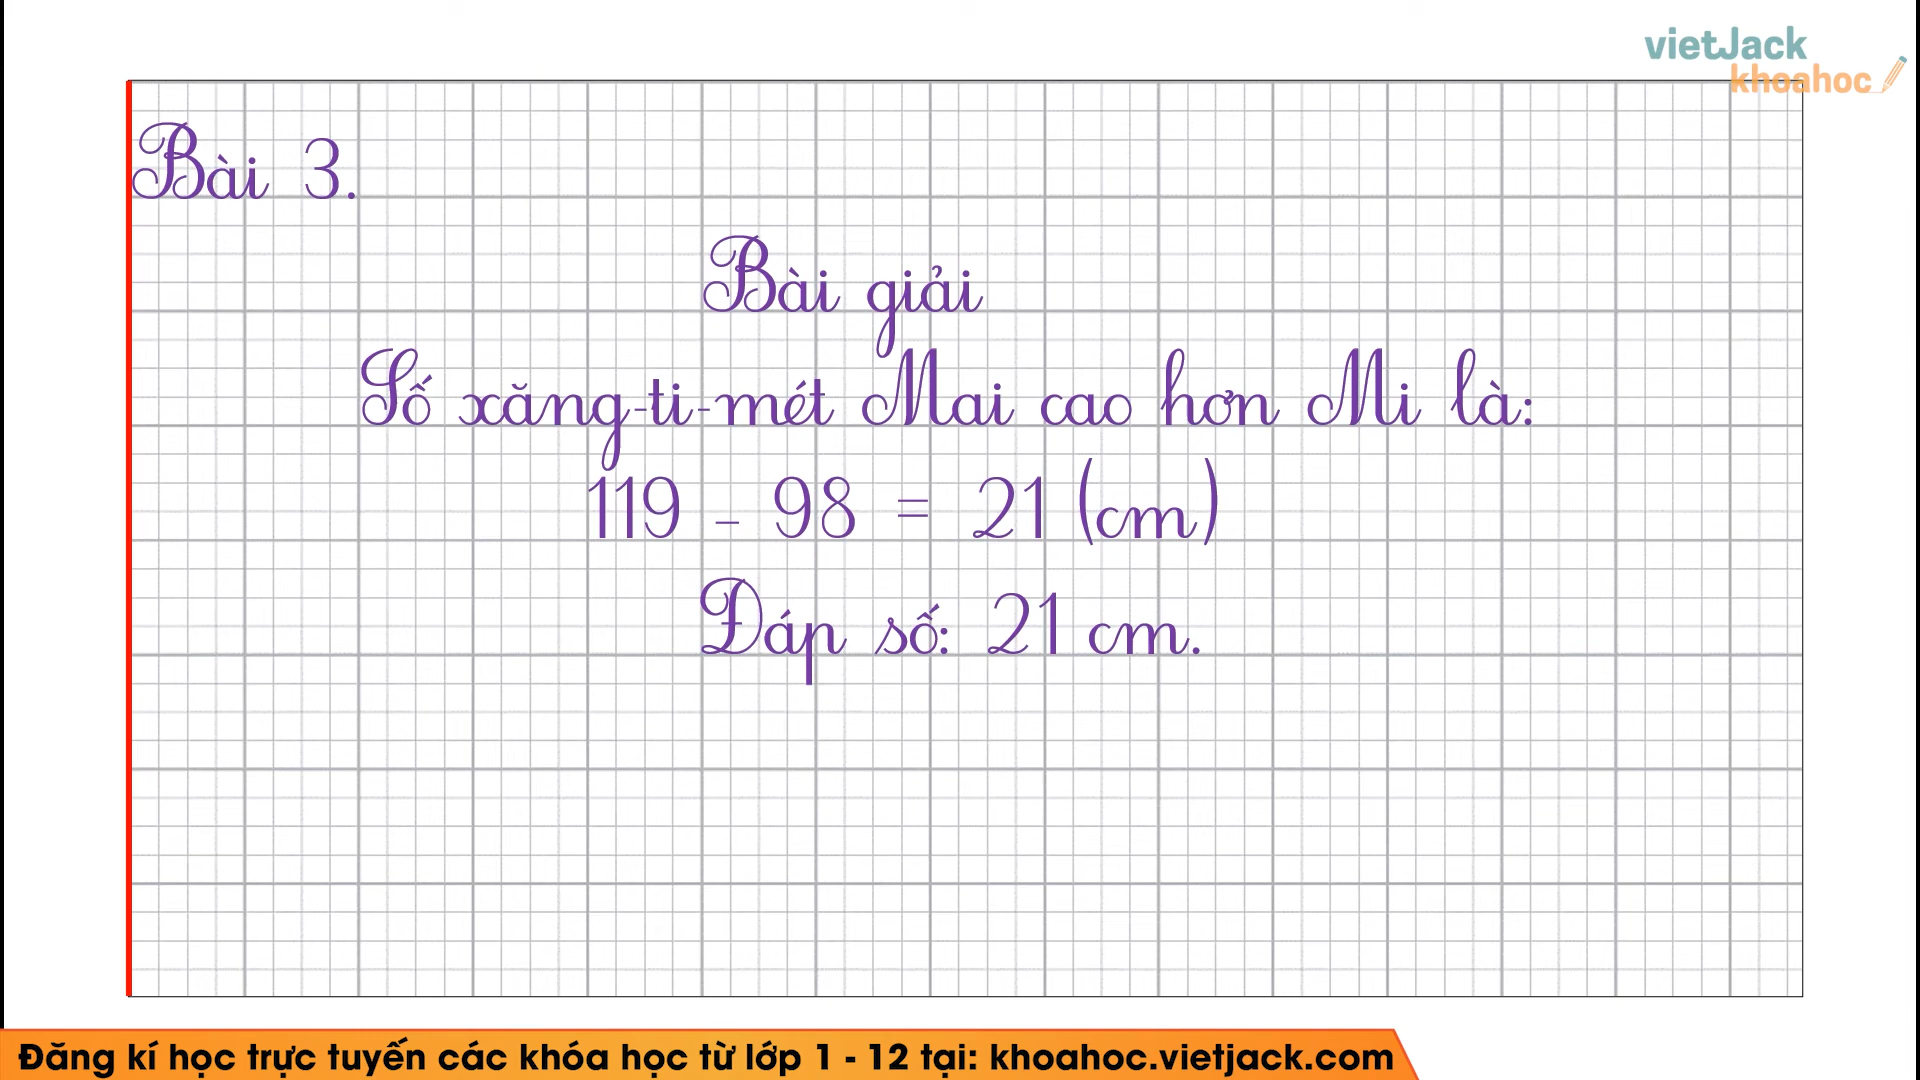 vietJack
khoahoc
Bài 3.
Bài giải
Số xăng-ti-mét Mai cao hơn Mi là:
119 - 98 = 21 (cm)
Đáp số: 21 cm.
Đăng kí học trực tuyến các khóa học từ lớp 1 - 12 tại: khoahoc.vietjack.com